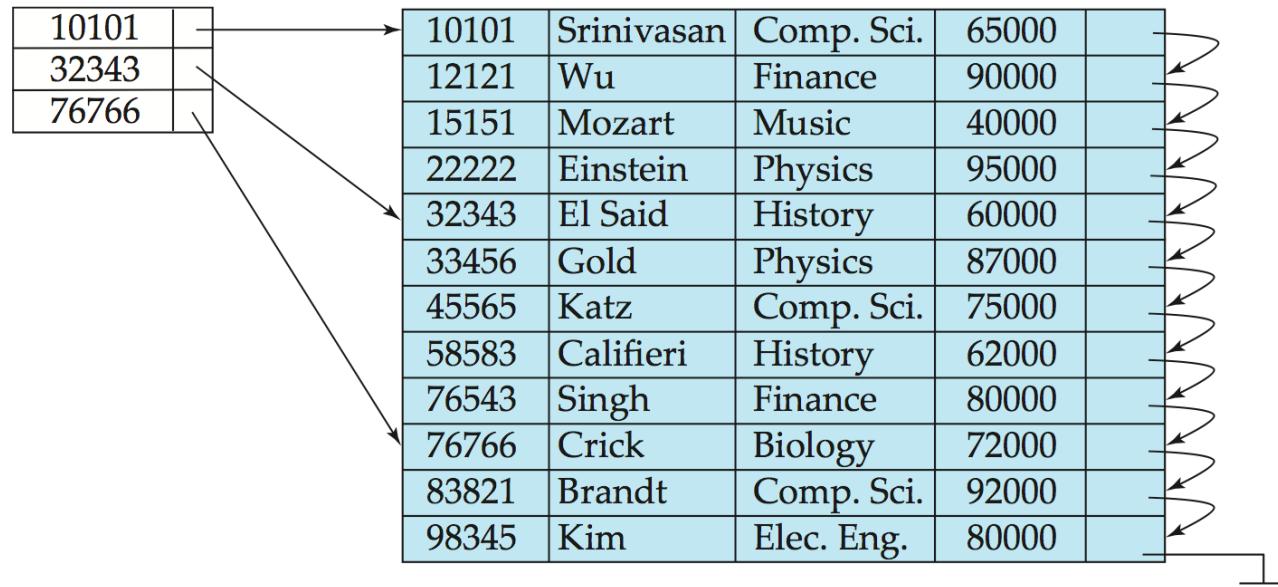 10101
32343
76766
10101 Srinivasan Comp. Sci. 65000
12121 Wu Finance 90000
15151 Mozart Music 40000
22222 Einstein Physics 95000
32343 El Said History 60000
33456 Gold Physics 87000
45565 Katz Comp. Sci. 75000
58583 Califieri History 62000
76543 Singh Finance 80000
76766 Crick Biology 72000
83821 Brandt Comp. Sci. 92000
98345 Kim Elec. Eng. 80000